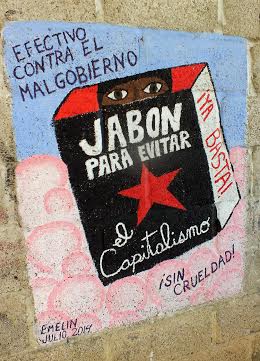 EFECTIVO
CONTRA EL
MALGOBIERNO
JABON
PARA EVITAR
el
Capitalismo
¡YA BASTA!
¡SIN
CRUELDAD!
EMELIN
JULIO, 2014